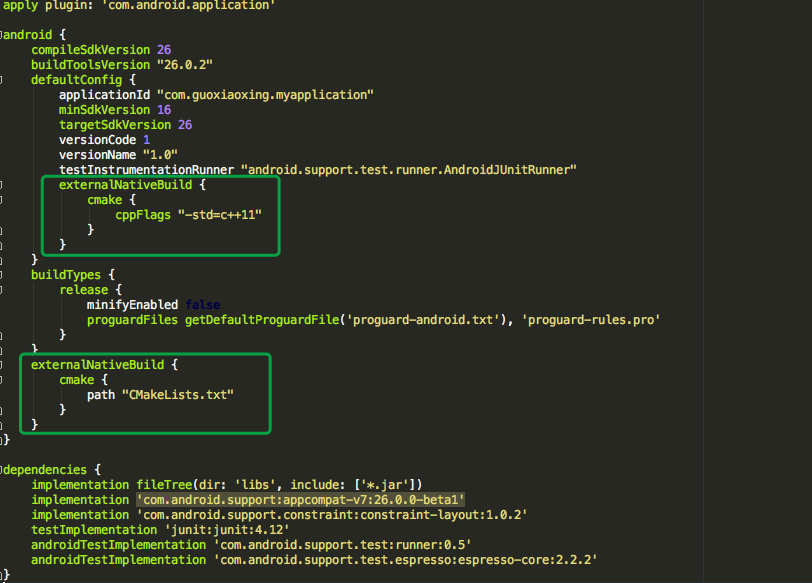 apply plugin: 'com.android.application'
android {
compileSdkVersion 26
buildToolsVersion "26.0.2"
defaultConfig {
applicationId "com.guoxiaoxing.myapplication"
minSdkVersion 16
targetSdkVersion 26
versionCode 1
versionName "1.0"
testInstrumentationRunner "android.support.test.runner.AndroidJUnitRunner"
externalNativeBuild {
cmake {
cppFlags "-std=c++11"
}
}
}
buildTypes {
release {
minifyEnabled false
proguardFiles getDefaultProguardFile('proguard-android.txt'), 'proguard-rules.pro'
}
}
externalNativeBuild {
cmake {
path "CMakeLists.txt"
}
}
}
dependencies {
implementation fileTree(dir: 'libs', include: ['*.jar'])
implementation 'com.android.support:appcompat-v7:26.0.0-beta1'
implementation 'com.android.support.constraint:constraint-layout:1.0.2'
testImplementation 'junit:junit:4.12'
androidTestImplementation 'com.android.support.test:runner:0.5'
androidTestImplementation 'com.android.support.test.espresso:espresso-core:2.2.2'
}